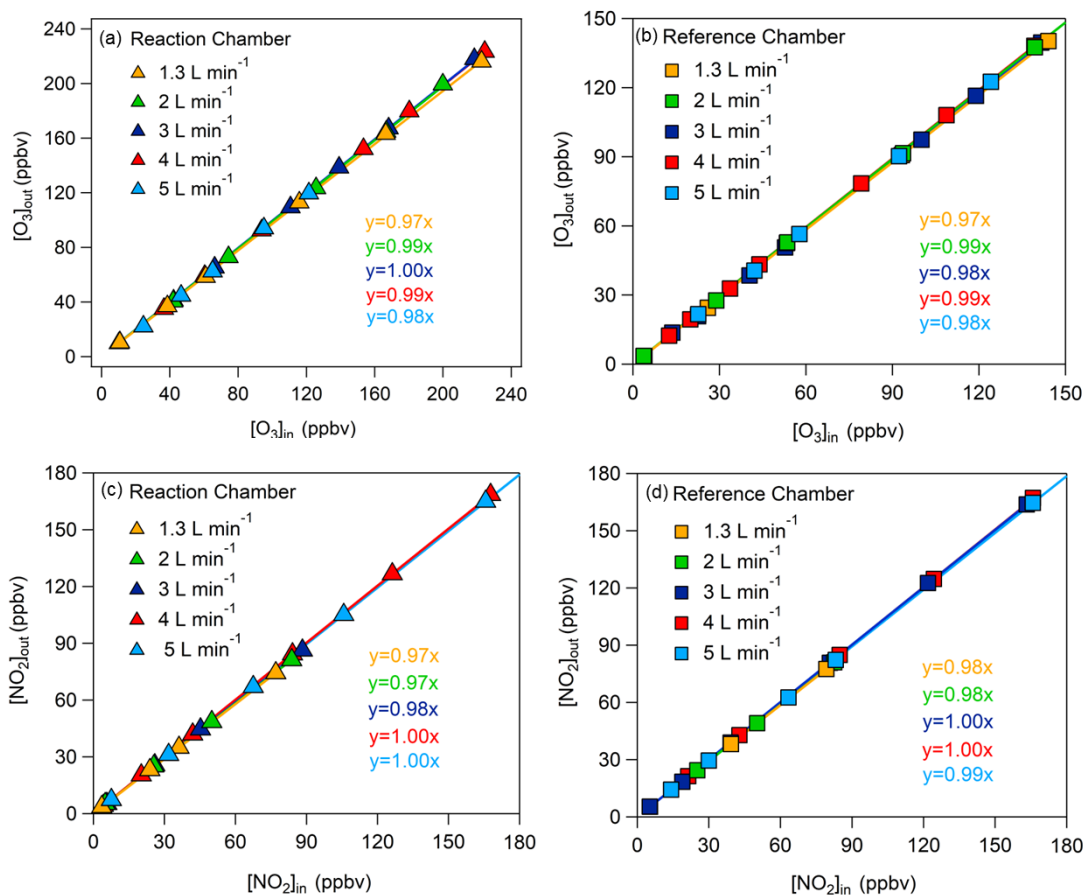 (a) Reaction Chamber
1.3 L min⁻¹
2 L min⁻¹
3 L min⁻¹
4 L min⁻¹
5 L min⁻¹
y=0.97x
y=0.99x
y=1.00x
y=0.99x
y=0.98x
[O₃]out (ppbv)
240
200
160
120
80
40
0
0 40 80 120 160 200 240
[O₃]in (ppbv)
(b) Reference Chamber
1.3 L min⁻¹
2 L min⁻¹
3 L min⁻¹
4 L min⁻¹
5 L min⁻¹
y=0.97x
y=0.99x
y=0.98x
y=0.99x
y=0.98x
[O₃]out (ppbv)
150
120
90
60
30
0
0 30 60 90 120 150
[O₃]in (ppbv)
(c) Reaction Chamber
1.3 L min⁻¹
2 L min⁻¹
3 L min⁻¹
4 L min⁻¹
5 L min⁻¹
y=0.97x
y=0.97x
y=0.98x
y=1.00x
y=1.00x
[NO₂]out (ppbv)
180
150
120
90
60
30
0
0 30 60 90 120 150 180
[NO₂]in (ppbv)
(d) Reference Chamber
1.3 L min⁻¹
2 L min⁻¹
3 L min⁻¹
4 L min⁻¹
5 L min⁻¹
y=0.98x
y=0.98x
y=1.00x
y=1.00x
y=0.99x
[NO₂]out (ppbv)
180
150
120
90
60
30
0
0 30 60 90 120 150 180
[NO₂]in (ppbv)